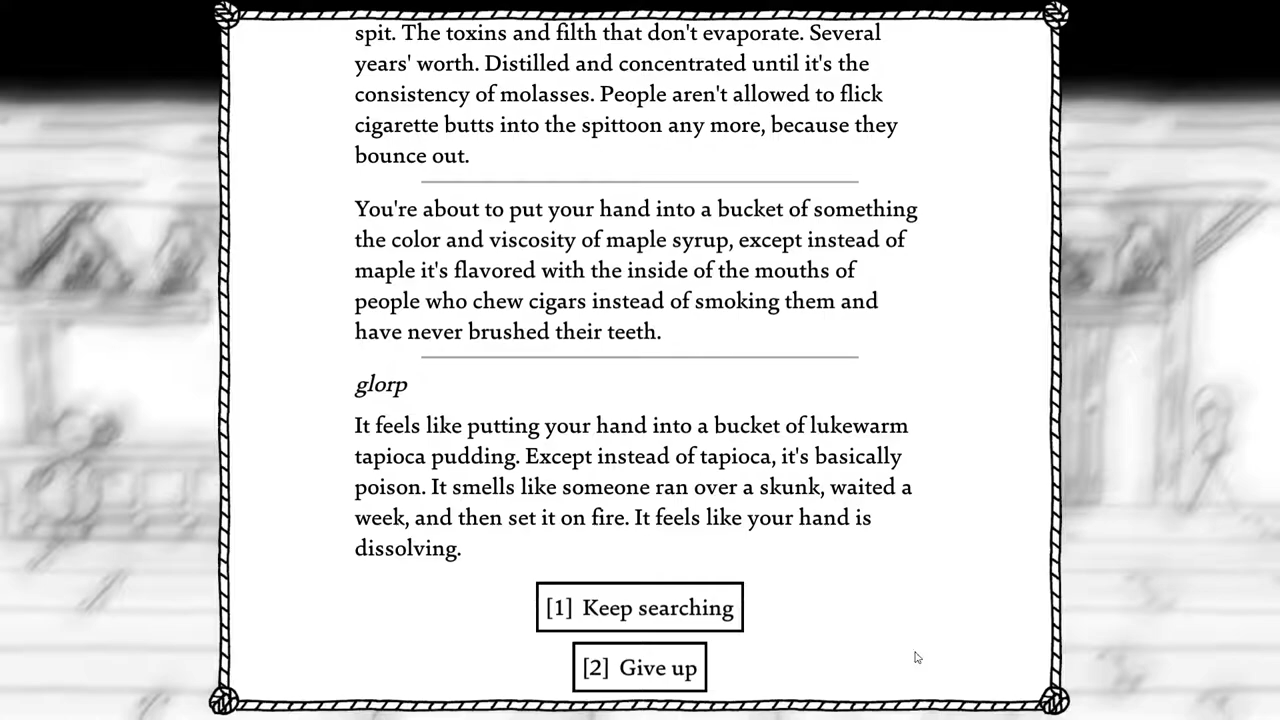 spit. The toxins and filth that don't evaporate. Several
years' worth. Distilled and concentrated until it's the
consistency of molasses. People aren't allowed to flick
cigarette butts into the spittoon any more, because they
bounce out.
You're about to put your hand into a bucket of something
the color and viscosity of maple syrup, except instead of
maple it's flavored with the inside of the mouths of
people who chew cigars instead of smoking them and
have never brushed their teeth.
glorp
It feels like putting your hand into a bucket of lukewarm
tapioca pudding. Except instead of tapioca, it's basically
poison. It smells like someone ran over a skunk, waited a
week, and then set it on fire. It feels like your hand is
dissolving.
[1] Keep searching
[2] Give up